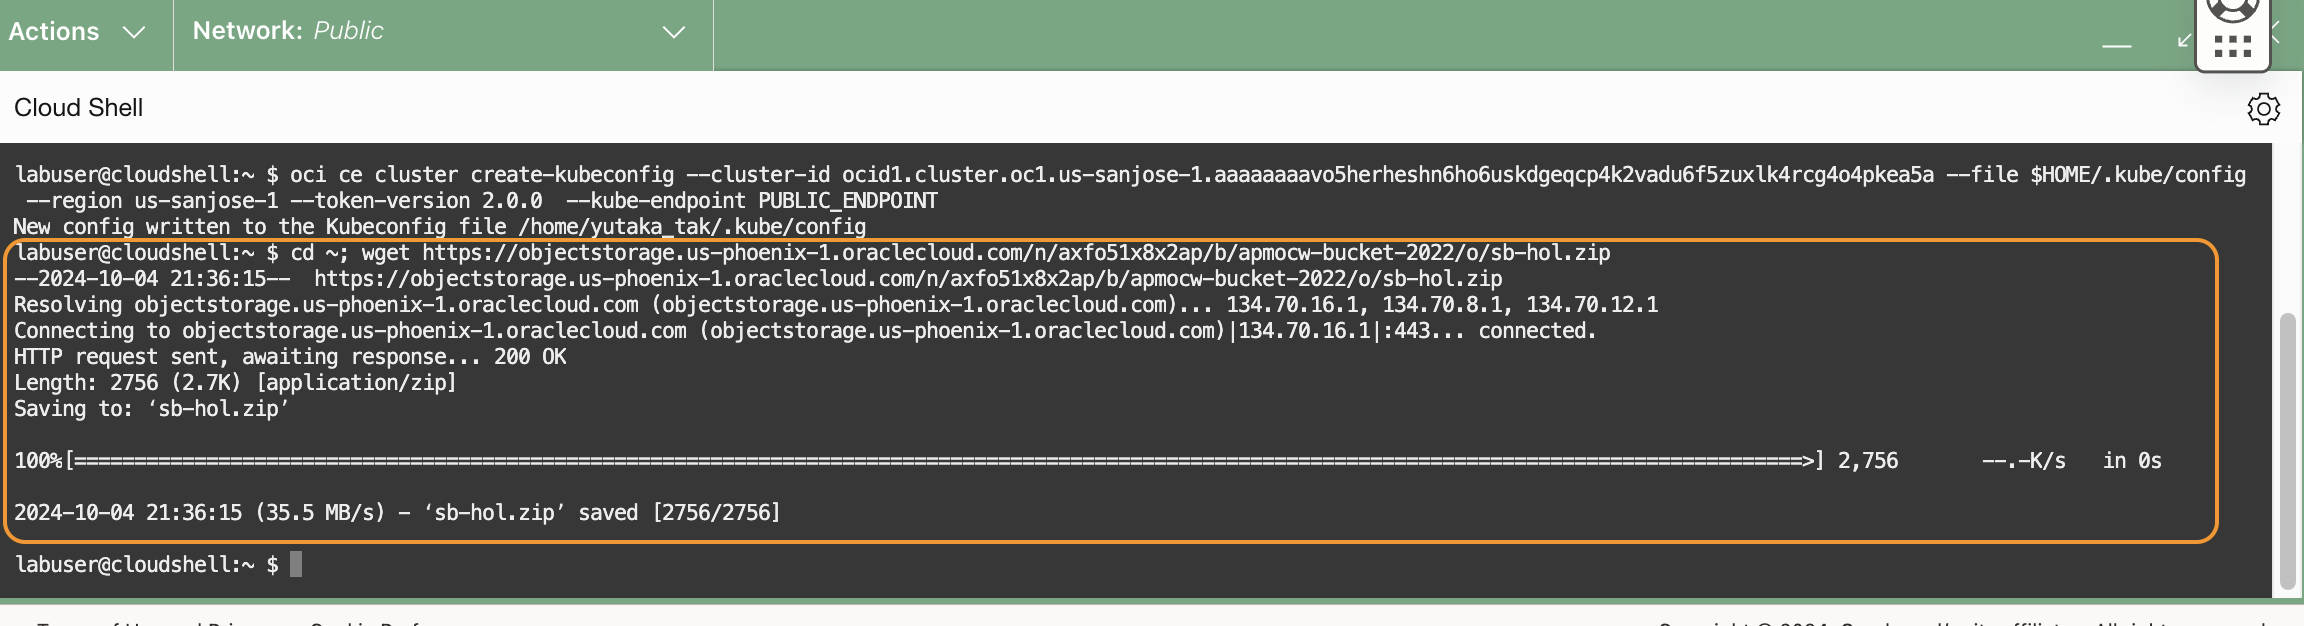 Actions
Network: Public
Cloud Shell
labuser@cloudshell:~ $ oci ce cluster create-kubeconfig --cluster-id ocid1.cluster.oc1.us-sanjose-1.aaaaaaaavo5herheshn6ho6uskdgeqcp4k2vadu6f5zuxlk4rcg4o4pkea5a --file $HOME/.kube/config
--region us-sanjose-1 --token-version 2.0.0  --kube-endpoint PUBLIC_ENDPOINT
New config written to the Kubeconfig file /home/yutaka_tak/.kube/config
labuser@cloudshell:~ $ cd ~; wget https://objectstorage.us-phoenix-1.oraclecloud.com/n/axfo51x8x2ap/b/apmocw-bucket-2022/o/sb-hol.zip
--2024-10-04 21:36:15--  https://objectstorage.us-phoenix-1.oraclecloud.com/n/axfo51x8x2ap/b/apmocw-bucket-2022/o/sb-hol.zip
Resolving objectstorage.us-phoenix-1.oraclecloud.com (objectstorage.us-phoenix-1.oraclecloud.com)... 134.70.16.1, 134.70.8.1, 134.70.12.1
Connecting to objectstorage.us-phoenix-1.oraclecloud.com (objectstorage.us-phoenix-1.oraclecloud.com)|134.70.16.1|:443... connected.
HTTP request sent, awaiting response... 200 OK
Length: 2756 (2.7K) [application/zip]
Saving to: ‘sb-hol.zip’
100%[=========================================================================================================================>] 2,756       --.-K/s   in 0s
2024-10-04 21:36:15 (35.5 MB/s) - ‘sb-hol.zip’ saved [2756/2756]
labuser@cloudshell:~ $